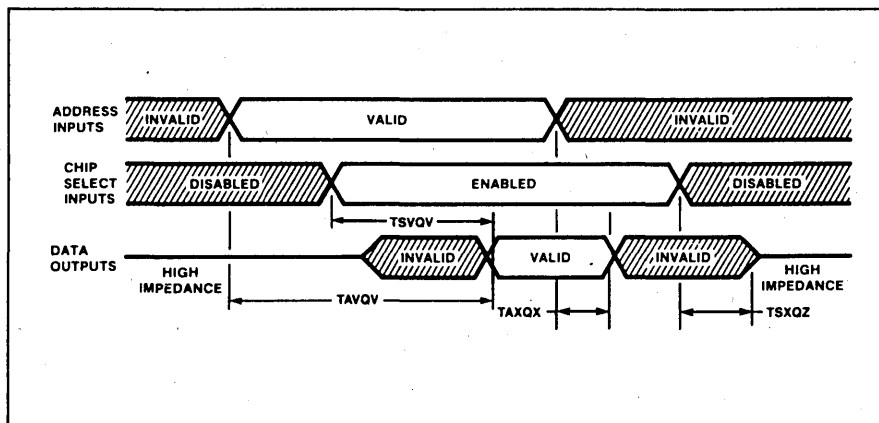 ADDRESS
INPUTS
INVALID
VALID
INVALID
CHIP
SELECT
INPUTS
DISABLED
ENABLED
DISABLED
TSVQV
DATA
OUTPUTS
INVALID
VALID
INVALID
HIGH
IMPEDANCE
HIGH
IMPEDANCE
TAVQV
TAXQX
TSXQZ